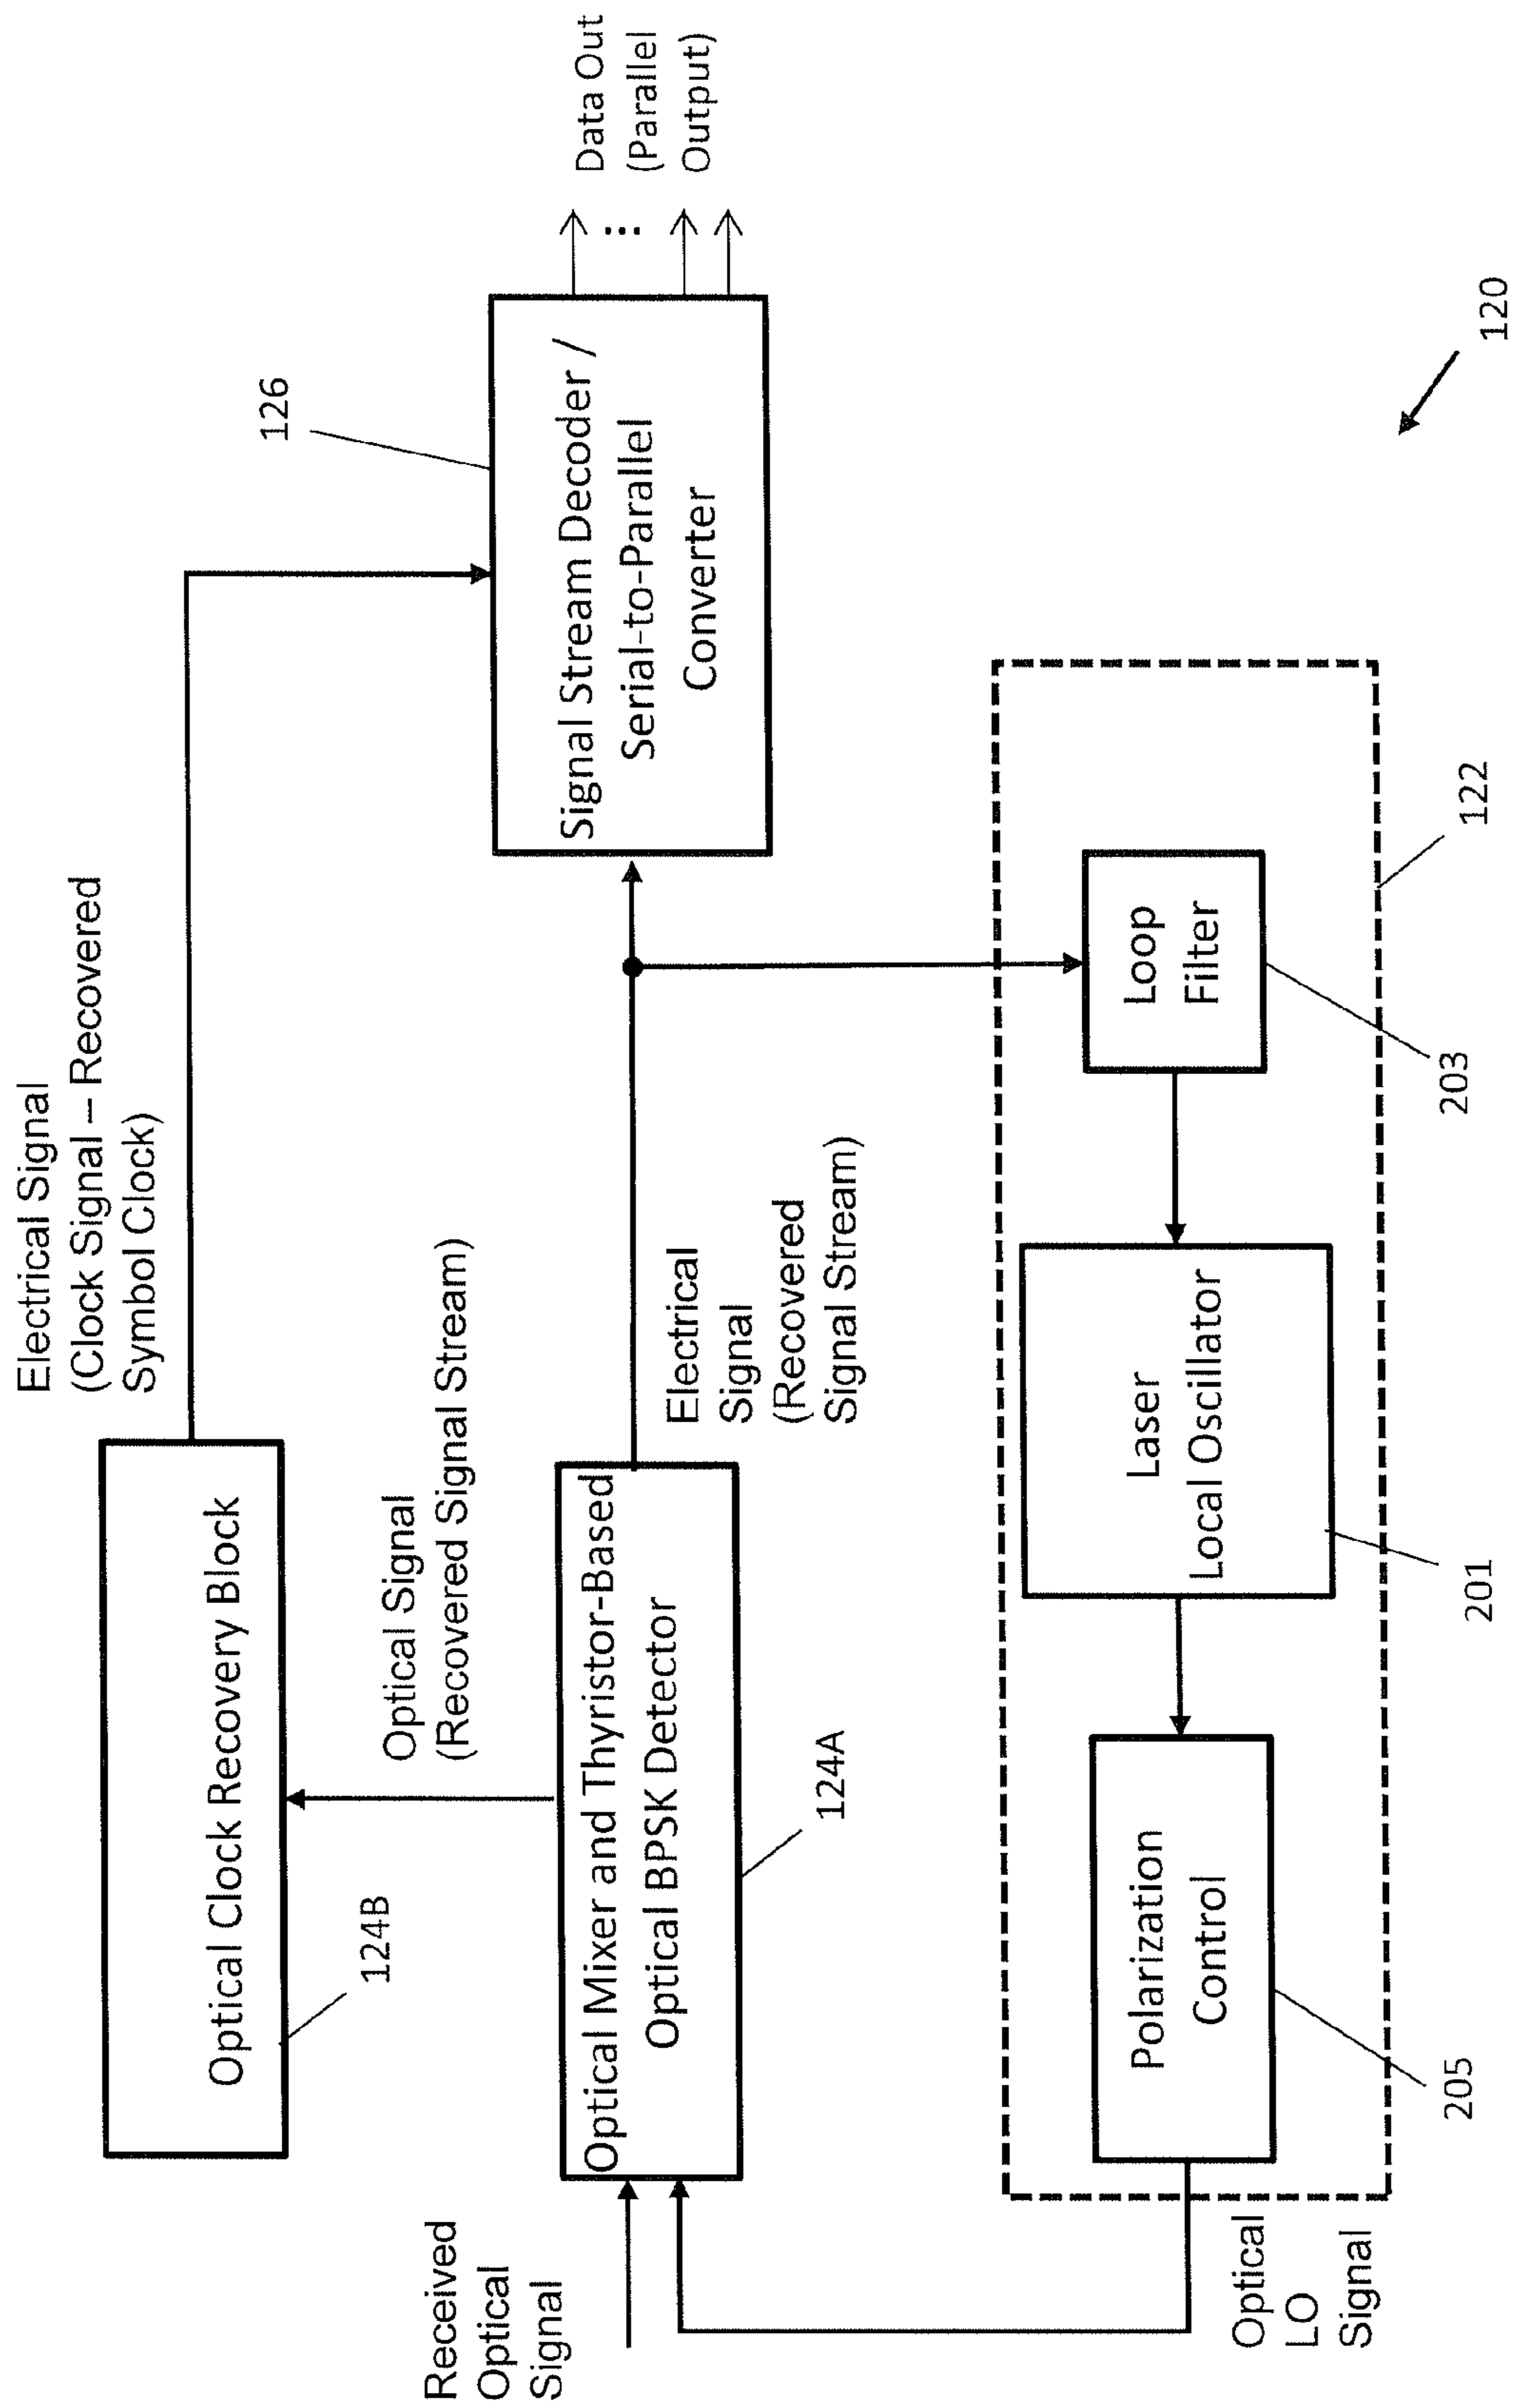 Electrical Signal
(Clock Signal – Recovered
Symbol Clock)
Optical Clock Recovery Block
124B
Optical Signal
(Recovered Signal Stream)
126
Received
Optical
Signal
Optical Mixer and Thyristor-Based
Optical BPSK Detector
124A
Electrical
Signal
(Recovered
Signal Stream)
Signal Stream Decoder /
Serial-to-Parallel
Converter
Data Out
(Parallel
Output)
...
Optical
LO
Signal
Polarization
Control
205
Laser
Local Oscillator
201
Loop
Filter
203
122
120